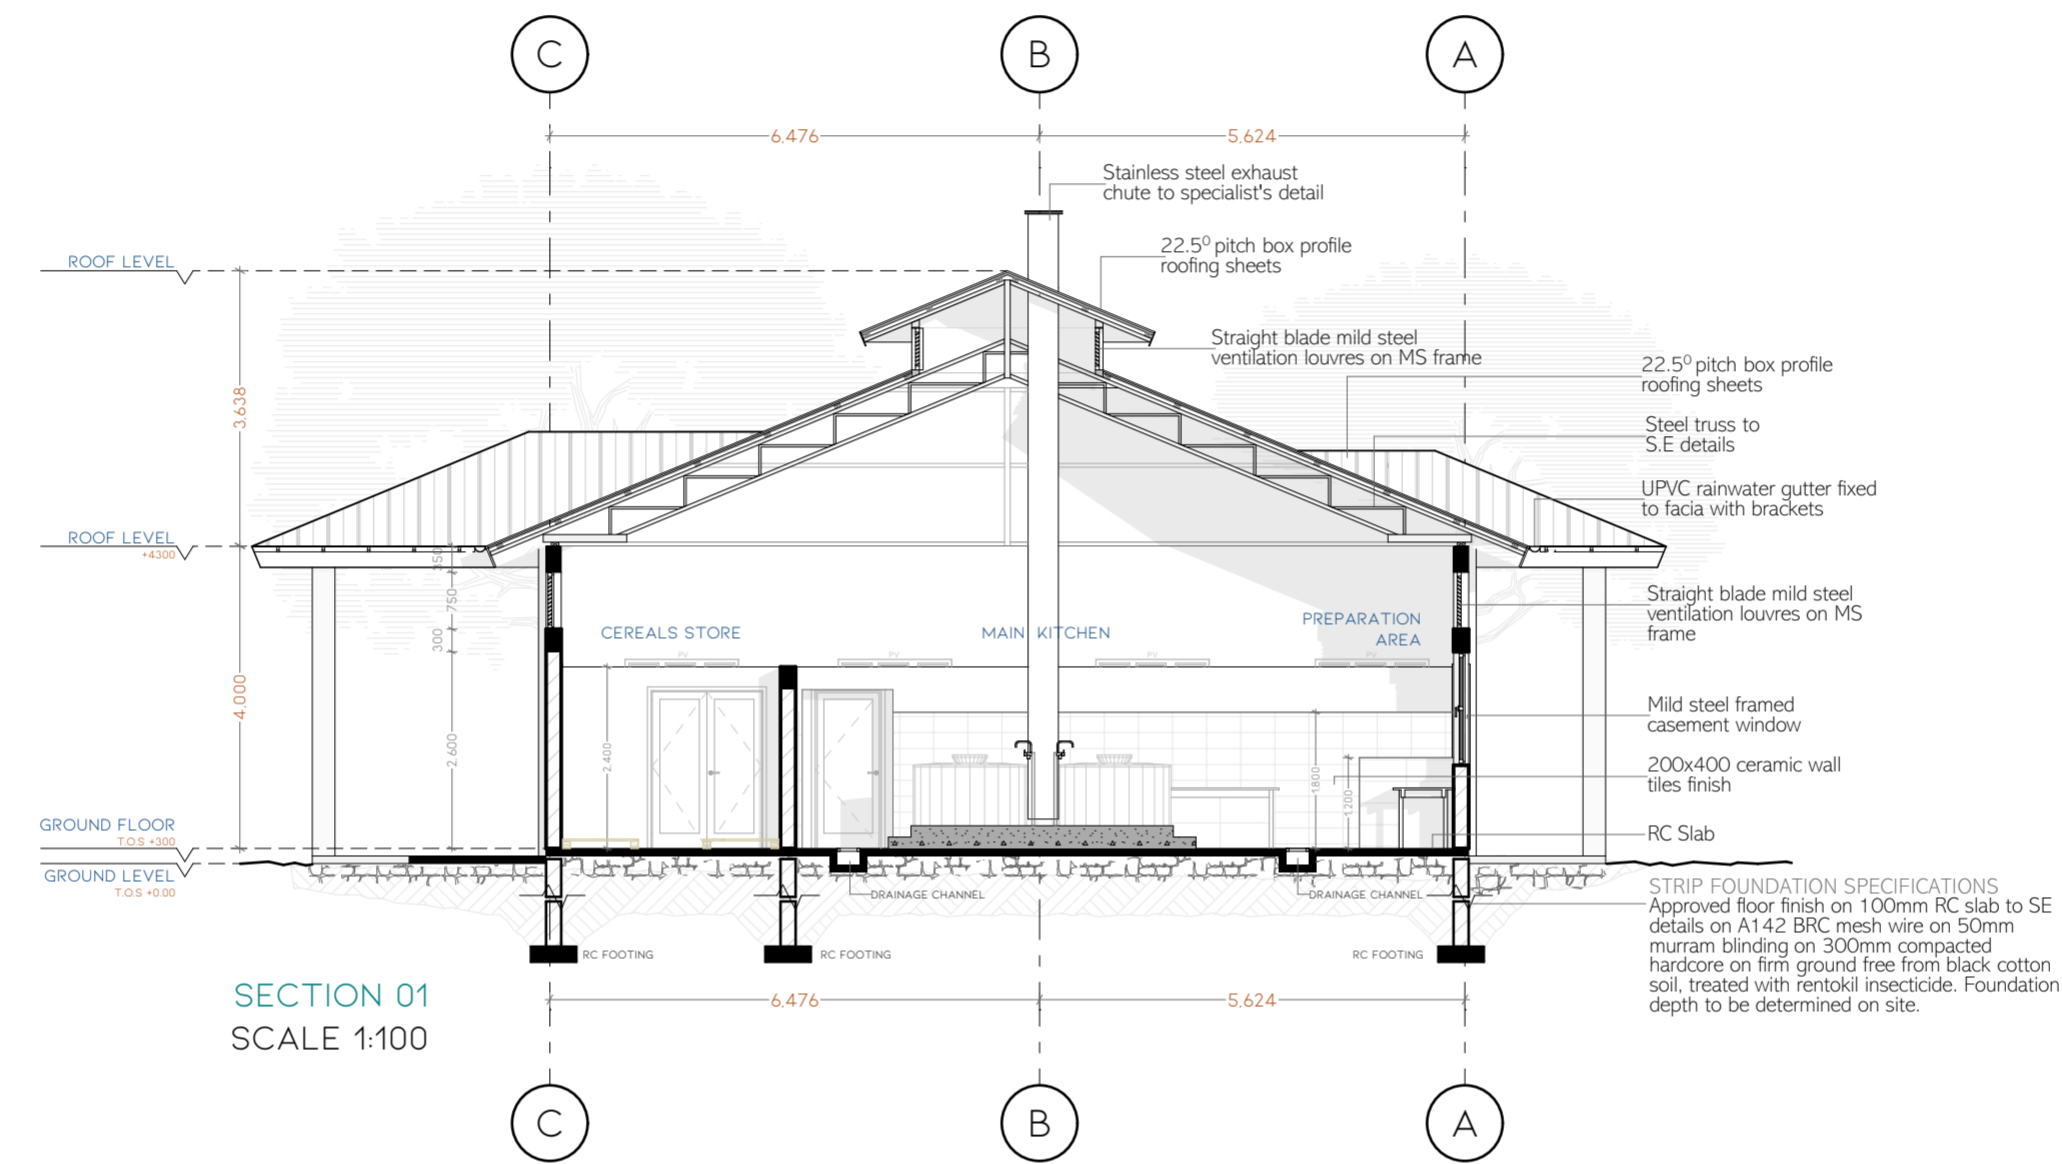 C
B
A
6,476
5,624
Stainless steel exhaust
chute to specialist's detail
22.5⁰ pitch box profile
roofing sheets
ROOF LEVEL
Straight blade mild steel
ventilation louvres on MS frame
22.5⁰ pitch box profile
roofing sheets
3,638
Steel truss to
S.E details
UPVC rainwater gutter fixed
to facia with brackets
ROOF LEVEL
+4300
350
750
300
Straight blade mild steel
ventilation louvres on MS
frame
CEREALS STORE
MAIN KITCHEN
PREPARATION
AREA
PV
PV
PV
PV
4,000
2,600
2,400
1,800
1,200
Mild steel framed
casement window
200x400 ceramic wall
tiles finish
GROUND FLOOR
T.O.S +300
RC Slab
GROUND LEVEL
T.O.S +0.00
DRAINAGE CHANNEL
DRAINAGE CHANNEL
STRIP FOUNDATION SPECIFICATIONS
Approved floor finish on 100mm RC slab to SE
details on A142 BRC mesh wire on 50mm
murram blinding on 300mm compacted
hardcore on firm ground free from black cotton
soil, treated with rentokil insecticide. Foundation
depth to be determined on site.
RC FOOTING
RC FOOTING
RC FOOTING
SECTION 01
SCALE 1:100
6,476
5,624
C
B
A